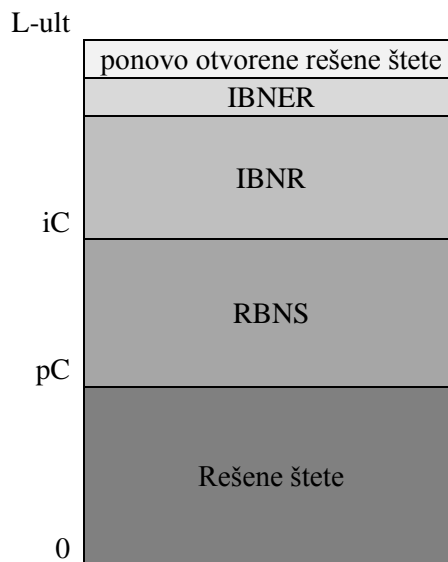 L-ult
ponovo otvorene rešene štete
IBNER
IBNR
iC
RBNS
pC
Rešene štete
0